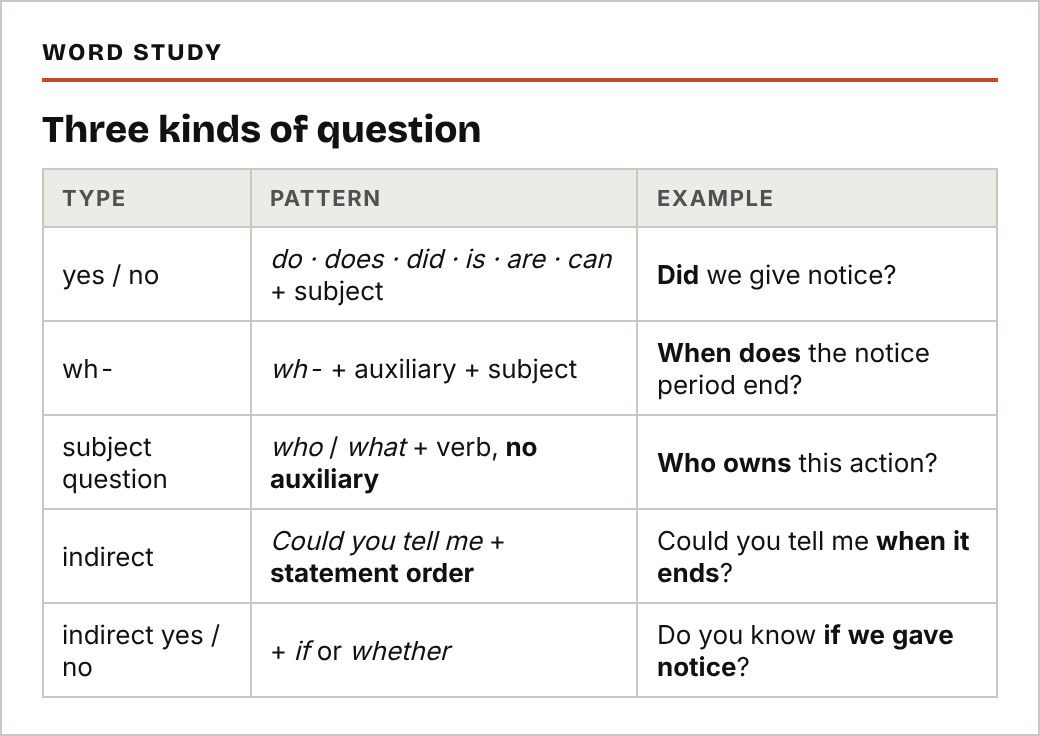 WORD STUDY
Three kinds of question
TYPE PATTERN EXAMPLE
yes / no
do · does · did · is · are · can
+ subject
Did we give notice?
wh-
wh- + auxiliary + subject
When does the notice
period end?
subject
question
who / what + verb, no
auxiliary
Who owns this action?
indirect
Could you tell me +
statement order
Could you tell me when it
ends?
indirect yes /
no
+ if or whether
Do you know if we gave
notice?